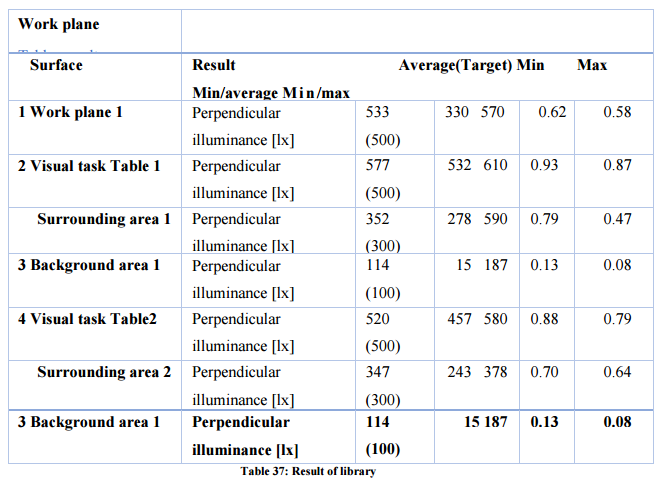 Work plane
Surface Result Average(Target) Min Max
Min/average Min/max
1 Work plane 1 Perpendicular 533 330 570 0.62 0.58
illuminance [lx] (500)
2 Visual task Table 1 Perpendicular 577 532 610 0.93 0.87
illuminance [lx] (500)
Surrounding area 1 Perpendicular 352 278 590 0.79 0.47
illuminance [lx] (300)
3 Background area 1 Perpendicular 114 15 187 0.13 0.08
illuminance [lx] (100)
4 Visual task Table2 Perpendicular 520 457 580 0.88 0.79
illuminance [lx] (500)
Surrounding area 2 Perpendicular 347 243 378 0.70 0.64
illuminance [lx] (300)
3 Background area 1 Perpendicular 114 15 187 0.13 0.08
illuminance [lx] (100)
Table 37: Result of library